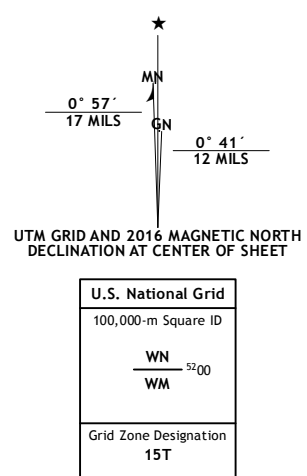 ★
MN
0° 57´
17 MILS
GN
0° 41´
12 MILS
UTM GRID AND 2016 MAGNETIC NORTH
DECLINATION AT CENTER OF SHEET
U.S. National Grid
100,000-m Square ID
WN
5200
WM
Grid Zone Designation
15T